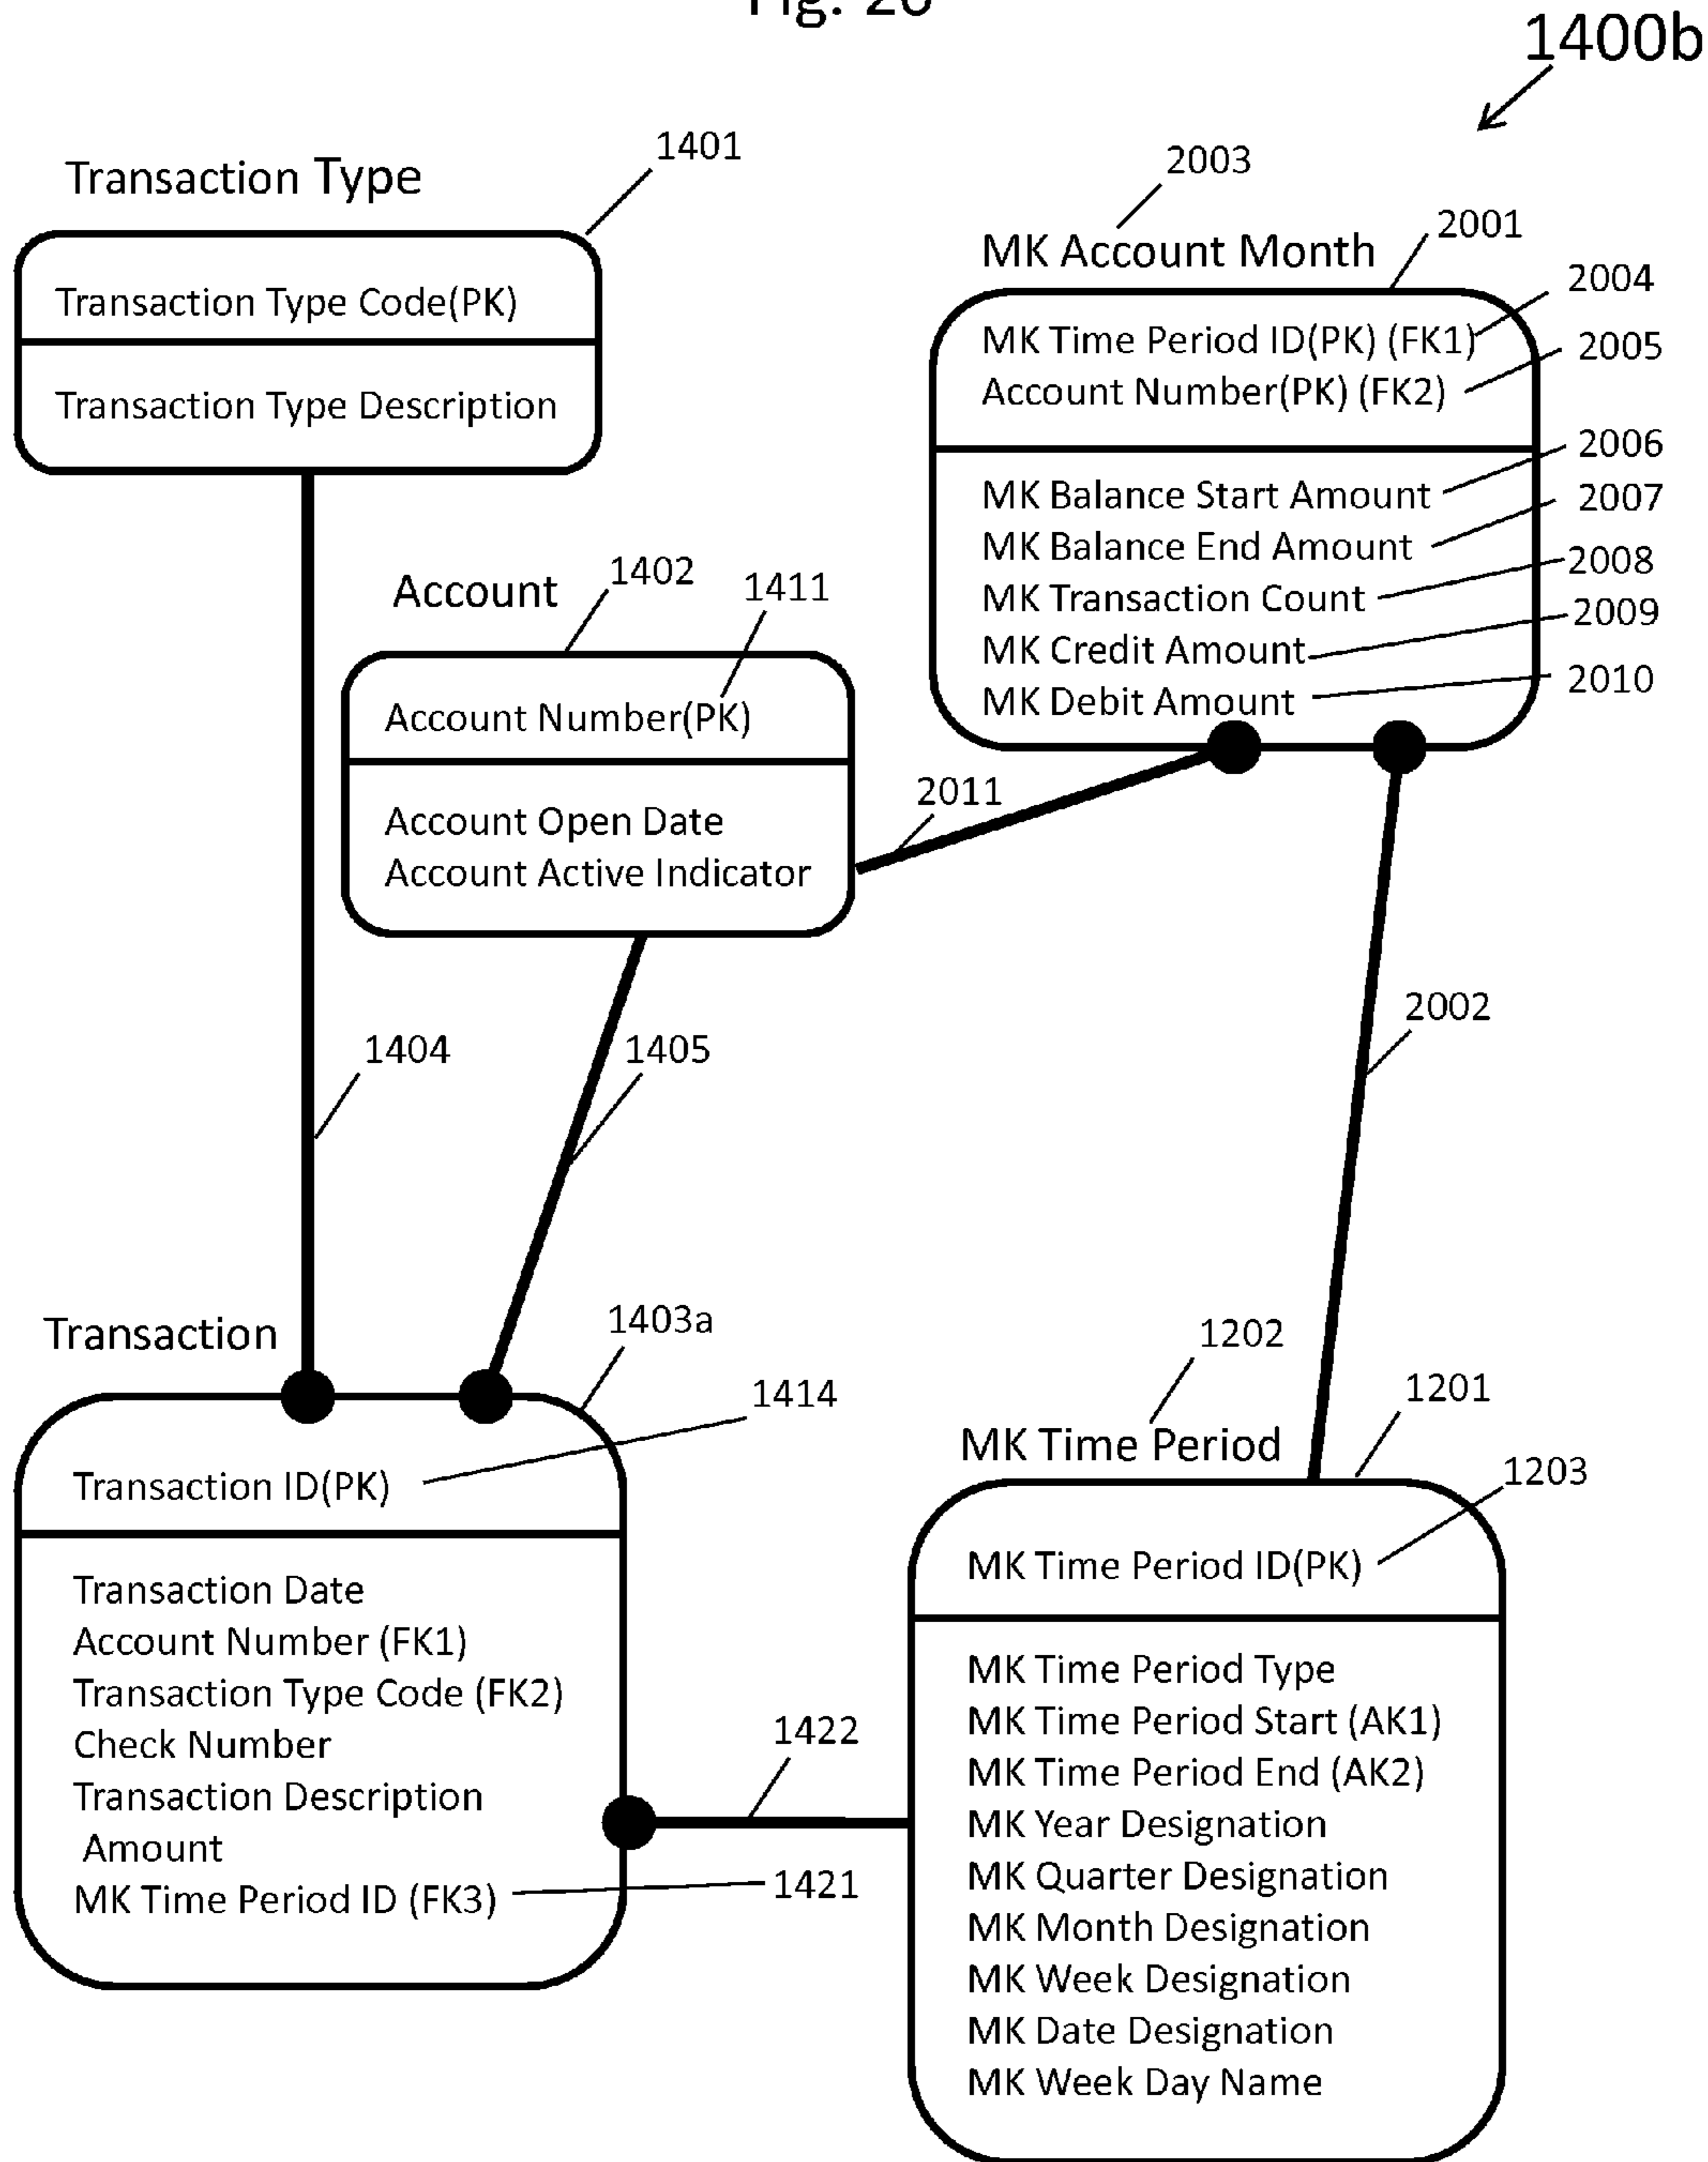 Fig. 20
1400b
1401
Transaction Type
Transaction Type Code(PK)
Transaction Type Description
2003
MK Account Month
2001
2004
MK Time Period ID(PK) (FK1)
2005
Account Number(PK) (FK2)
2006
MK Balance Start Amount
2007
MK Balance End Amount
2008
MK Transaction Count
2009
MK Credit Amount
2010
MK Debit Amount
Account
1402
1411
Account Number(PK)
Account Open Date
Account Active Indicator
2011
2002
1404
1405
Transaction
1403a
1414
Transaction ID(PK)
Transaction Date
Account Number (FK1)
Transaction Type Code (FK2)
Check Number
Transaction Description
Amount
MK Time Period ID (FK3)
1422
1421
1202
MK Time Period
1201
1203
MK Time Period ID(PK)
MK Time Period Type
MK Time Period Start (AK1)
MK Time Period End (AK2)
MK Year Designation
MK Quarter Designation
MK Month Designation
MK Week Designation
MK Date Designation
MK Week Day Name